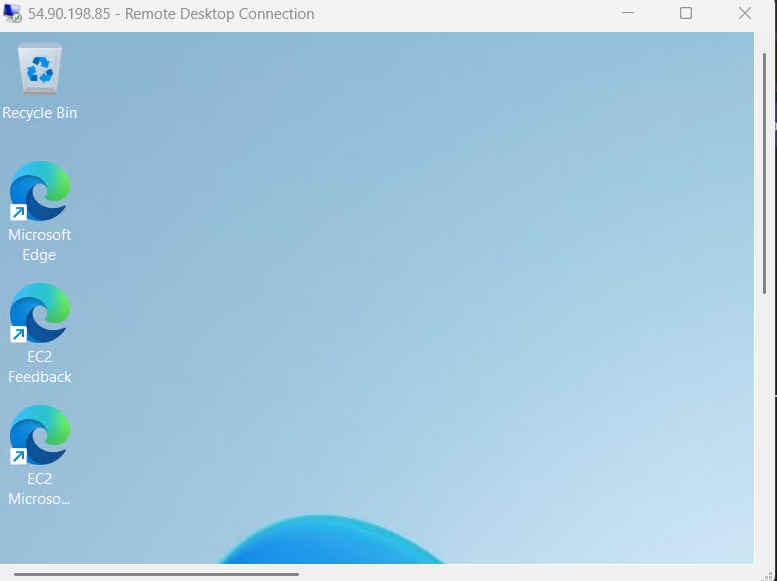 54.90.198.85 - Remote Desktop Connection
Recycle Bin
Microsoft
Edge
EC2
Feedback
EC2
Microso...